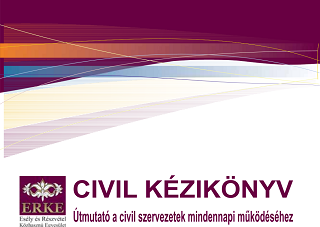 CIVIL KÉZIKÖNYV
Útmutató a civil szervezetek mindennapi működéséhez
ERKE
Esély és Részvétel
Közhasznú Egyesület